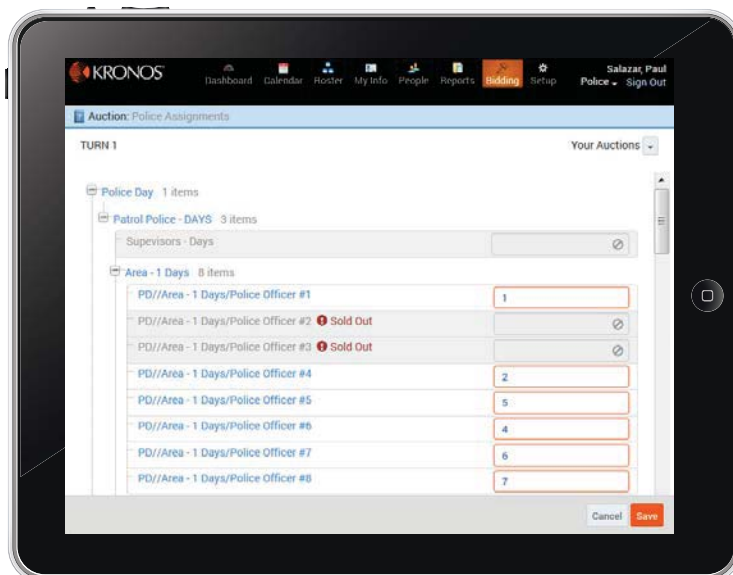 KRONOS
Dashboard Calendar Roster My Info People Reports Bidding Setup
Salazar, Paul
Police Sign Out
Auction: Police Assignments
TURN 1 Your Auctions
Police Day 1 items
Patrol Police - DAYS 3 items
Supevisors - Days
Area - 1 Days 8 items
PD//Area - 1 Days/Police Officer #1 1
PD//Area - 1 Days/Police Officer #2 Sold Out
PD//Area - 1 Days/Police Officer #3 Sold Out
PD//Area - 1 Days/Police Officer #4 2
PD//Area - 1 Days/Police Officer #5 5
PD//Area - 1 Days/Police Officer #6 4
PD//Area - 1 Days/Police Officer #7 6
PD//Area - 1 Days/Police Officer #8 7
Cancel Save